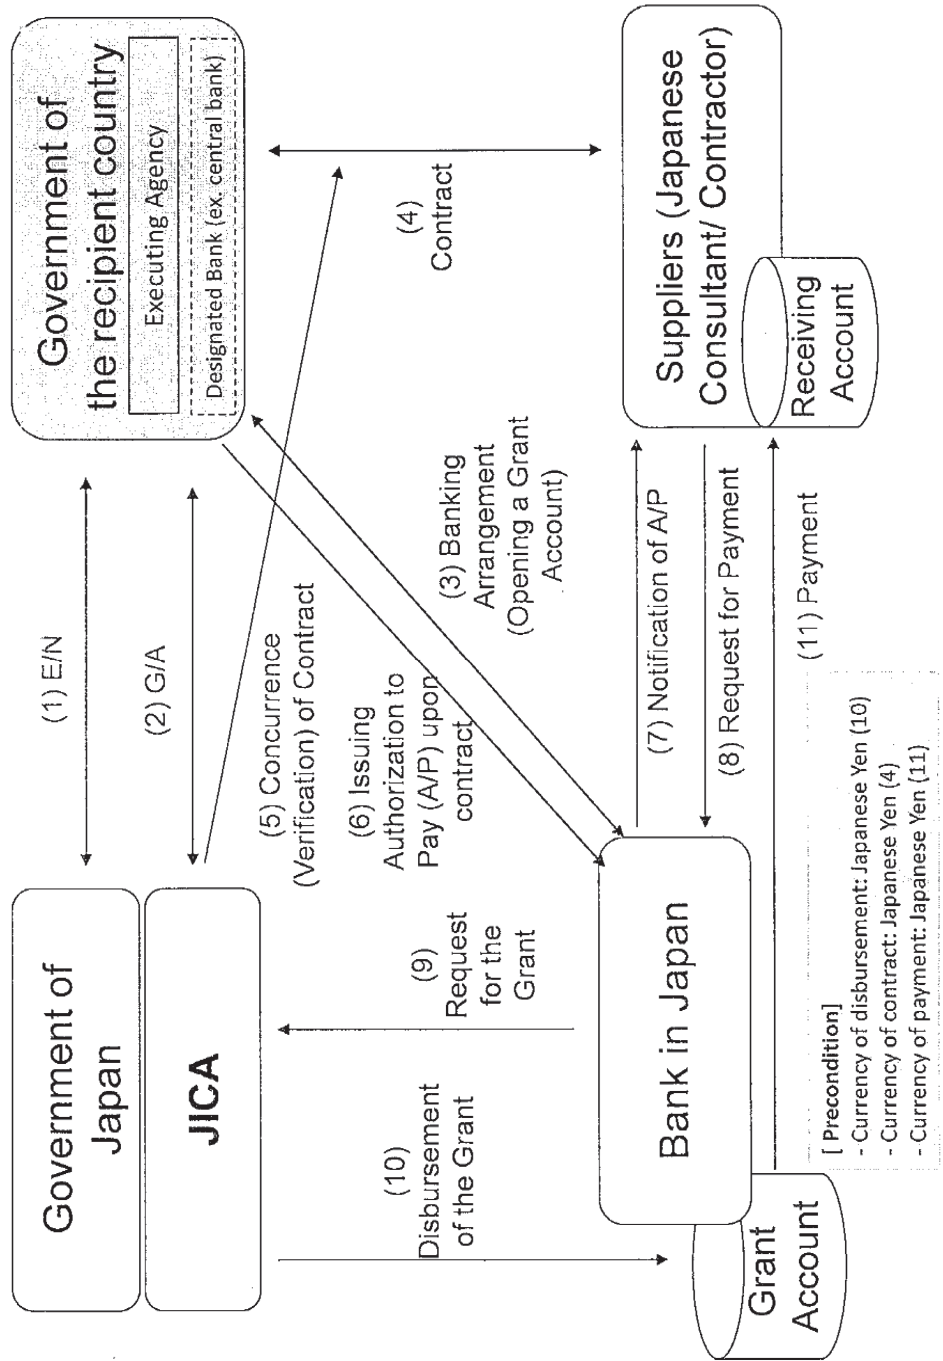 Government of
Japan
JICA
(1) E/N
(2) G/A
Government of
the recipient country
Executing Agency
Designated Bank (ex. central bank)
(5) Concurrence
(Verification) of Contract
(6) Issuing
Authorization to
Pay (A/P) upon
contract
(3) Banking
Arrangement
(Opening a Grant
Account)
(4)
Contract
(10)
Disbursement
of the Grant
(9)
Request
for the
Grant
Bank in Japan
Grant
Account
(7) Notification of A/P
(8) Request for Payment
(11) Payment
Suppliers (Japanese
Consultant/ Contractor)
Receiving
Account
[ Precondition]
- Currency of disbursement: Japanese Yen (10)
- Currency of contract: Japanese Yen (4)
- Currency of payment: Japanese Yen (11)